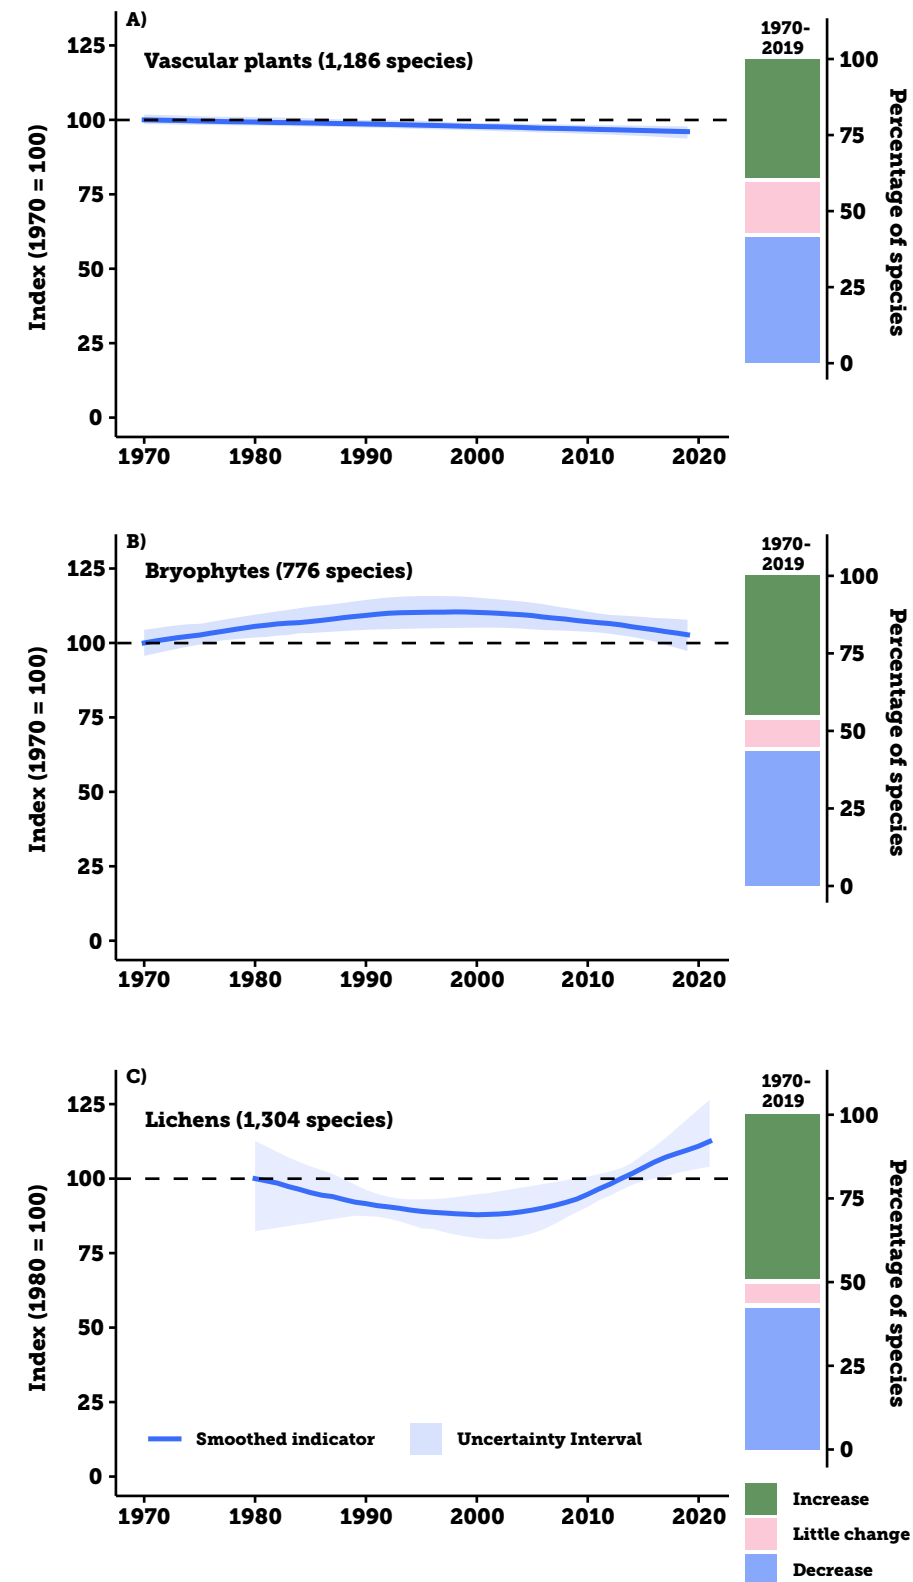 A)
Vascular plants (1,186 species)
Index (1970 = 100)
125
100
75
50
25
0
1970 1980 1990 2000 2010 2020
1970-
2019
100
75
50
25
0
Percentage of species
B)
Bryophytes (776 species)
Index (1970 = 100)
125
100
75
50
25
0
1970 1980 1990 2000 2010 2020
1970-
2019
100
75
50
25
0
Percentage of species
C)
Lichens (1,304 species)
Index (1980 = 100)
125
100
75
50
25
0
Smoothed indicator
Uncertainty Interval
1970 1980 1990 2000 2010 2020
1970-
2019
100
75
50
25
0
Percentage of species
Increase
Little change
Decrease